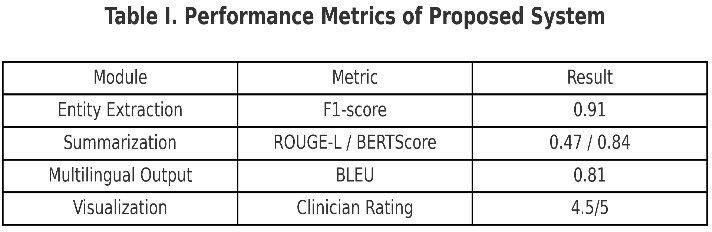 Table I. Performance Metrics of Proposed System
Module Metric Result
Entity Extraction F1-score 0.91
Summarization ROUGE-L / BERTScore 0.47 / 0.84
Multilingual Output BLEU 0.81
Visualization Clinician Rating 4.5/5